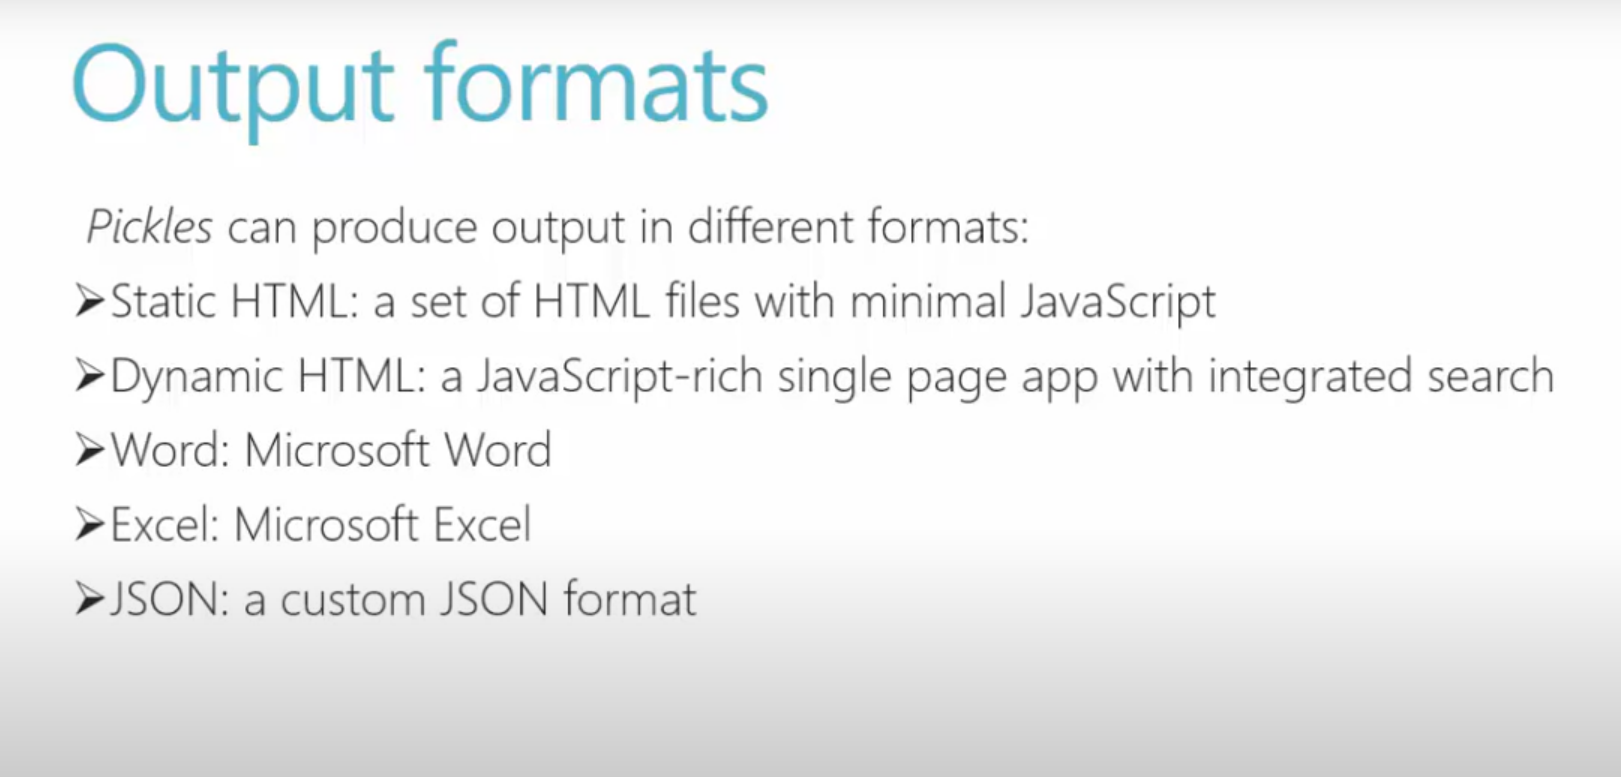 Output formats
Pickles can produce output in different formats:
➢Static HTML: a set of HTML files with minimal JavaScript
➢Dynamic HTML: a JavaScript-rich single page app with integrated search
➢Word: Microsoft Word
➢Excel: Microsoft Excel
➢JSON: a custom JSON format